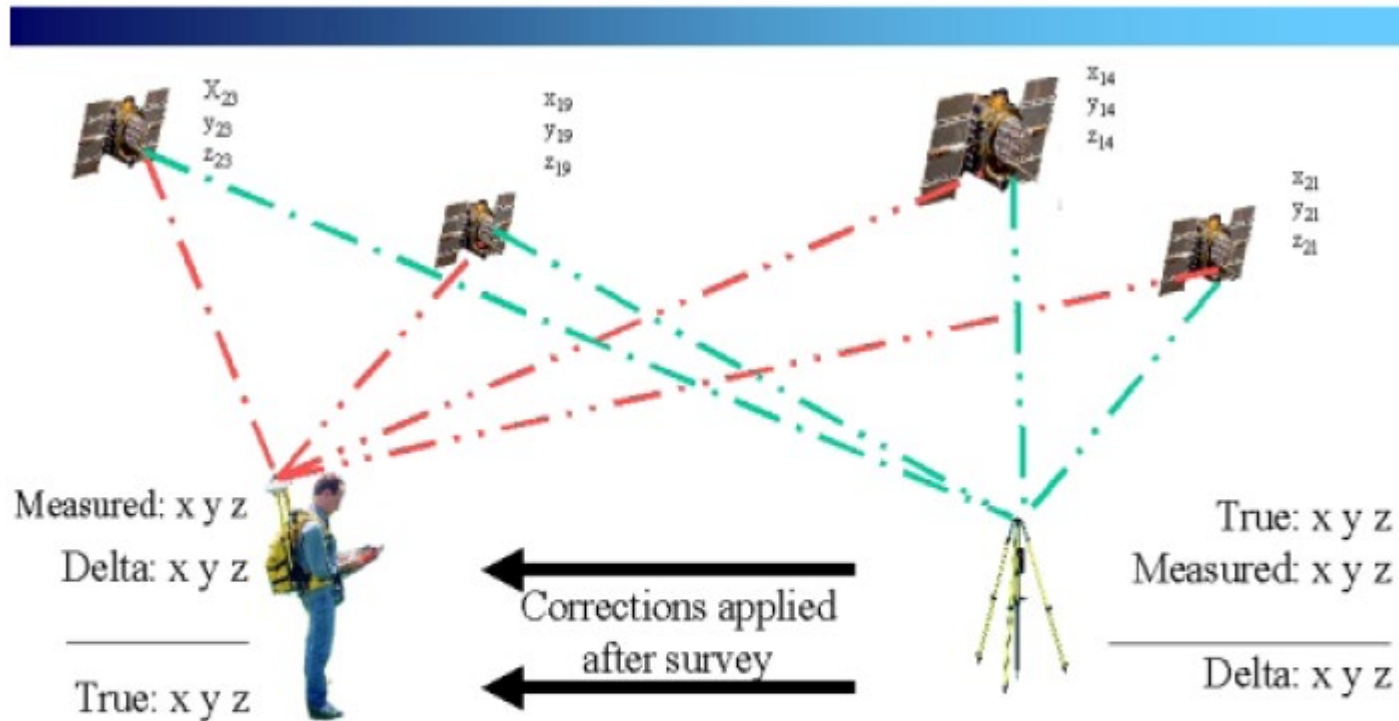 X23
y23
z23
x19
y19
z19
x14
y14
z14
x21
y21
z21
Measured: x y z
Delta: x y z
True: x y z
Corrections applied
after survey
True: x y z
Measured: x y z
Delta: x y z